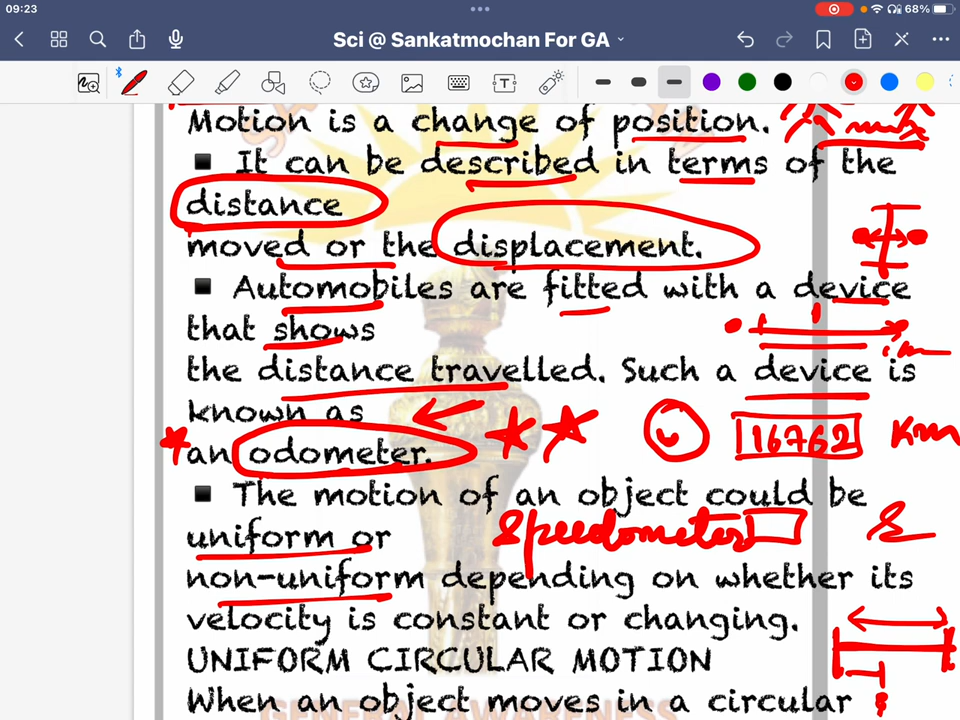 09:23
68%
Sci @ Sankatmochan For GA
Motion is a change of position.
▪ It can be described in terms of the
distance
moved or the displacement.
▪ Automobiles are fitted with a device
that shows
the distance travelled. Such a device is
known as
an odometer.
16762 Km
▪ The motion of an object could be
uniform or
Speedometer
non-uniform depending on whether its
velocity is constant or changing.
UNIFORM CIRCULAR MOTION
When an object moves in a circular
GENERAL AWARENESS